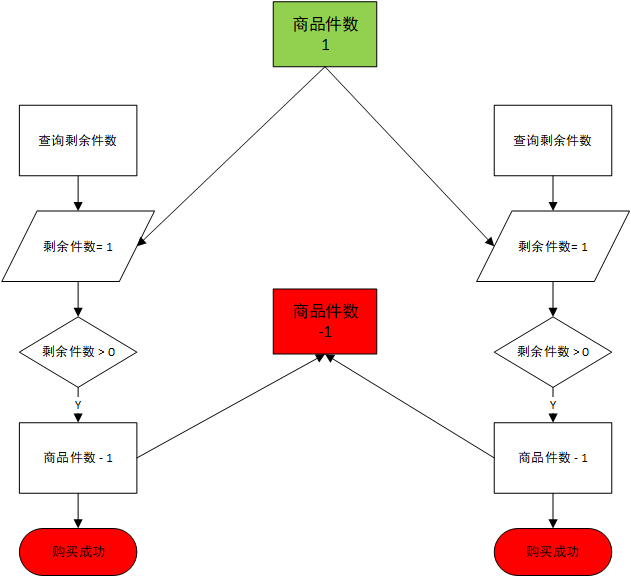 商品件数
1
查询剩余件数
查询剩余件数
剩余件数= 1
剩余件数= 1
商品件数
-1
剩余件数 > 0
剩余件数 > 0
Y
Y
商品件数 - 1
商品件数 - 1
购买成功
购买成功